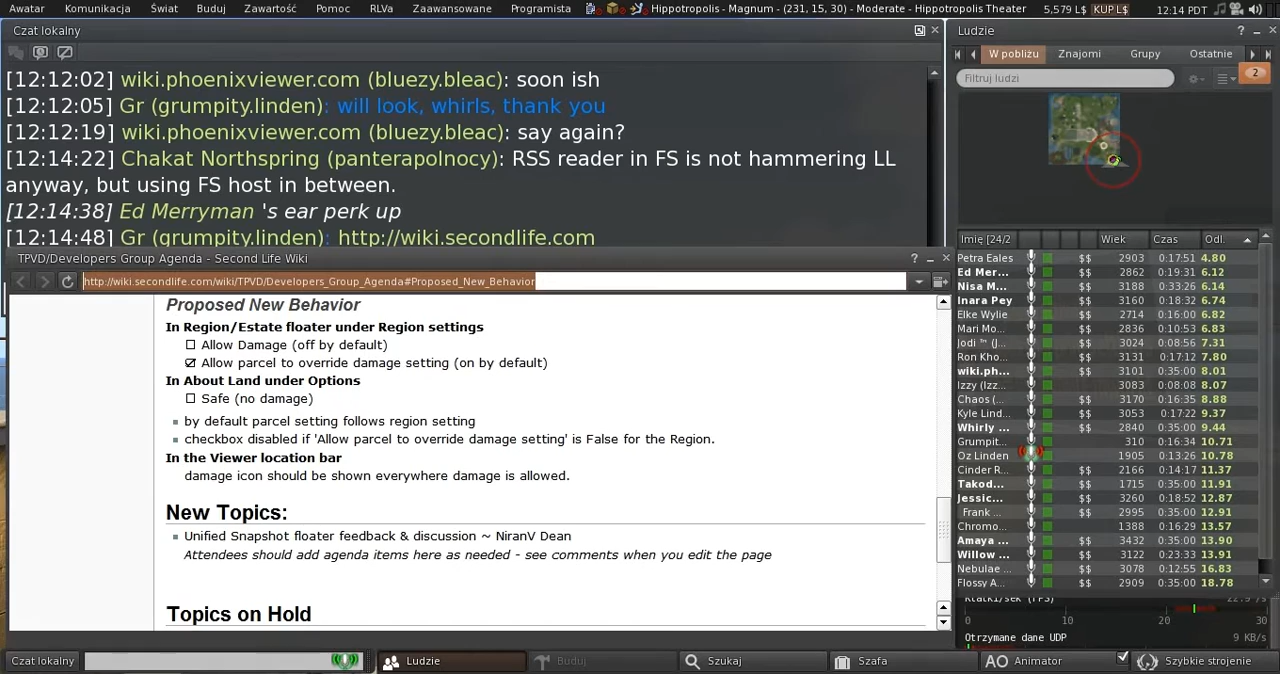 Awatar Komunikacja Świat Buduj Zawartość Pomoc RLVa Zaawansowane Programista Hippotropolis - Magnum - (231, 15, 30) - Moderate - Hippotropolis Theater 5,579 L$ KUP L$ 12:14 PDT
Czat lokalny
[12:12:02] wiki.phoenixviewer.com (bluezy.bleac): soon ish
[12:12:05] Gr (grumpity.linden): will look, whirls, thank you
[12:12:19] wiki.phoenixviewer.com (bluezy.bleac): say again?
[12:14:22] Chakat Northspring (panterapolnocy): RSS reader in FS is not hammering LL
anyway, but using FS host in between.
[12:14:38] Ed Merryman 's ear perk up
[12:14:48] Gr (grumpity.linden): http://wiki.secondlife.com
TPVD/Developers Group Agenda - Second Life Wiki
http://wiki.secondlife.com/wiki/TPVD/Developers_Group_Agenda#Proposed_New_Behavior
Proposed New Behavior
In Region/Estate floater under Region settings
Allow Damage (off by default)
Allow parcel to override damage setting (on by default)
In About Land under Options
Safe (no damage)
by default parcel setting follows region setting
checkbox disabled if 'Allow parcel to override damage setting' is False for the Region.
In the Viewer location bar
damage icon should be shown everywhere damage is allowed.
New Topics:
Unified Snapshot floater feedback & discussion ~ NiranV Dean
Attendees should add agenda items here as needed - see comments when you edit the page
Topics on Hold
Ludzie
W pobliżu Znajomi Grupy Ostatnie
Filtruj ludzi
2
Imię [24/2 Wiek Czas Odl.
Petra Eales $$ 2903 0:17:51 4.80
Ed Mer... $$ 2862 0:19:31 6.12
Nisa M... $$ 3188 0:33:26 6.14
Inara Pey $$ 3160 0:18:32 6.74
Elke Wylie $$ 2714 0:16:00 6.82
Mari Mo... $$ 2836 0:10:53 6.83
Jodi ™ (J... $$ 3024 0:08:56 7.31
Ron Kho... $$ 3131 0:17:12 7.80
wiki.ph... $$ 3101 0:35:00 8.01
Izzy (Izz... 3083 0:08:08 8.07
Chaos (... $$ 3170 0:16:35 8.88
Kyle Lind... $$ 3053 0:17:22 9.37
Whirly ... $$ 2840 0:35:00 9.44
Grumpit... 310 0:16:34 10.71
Oz Linden 1905 0:13:26 10.78
Cinder R... $$ 2166 0:14:17 11.37
Takod... $$ 1715 0:35:00 11.91
Jessic... $$ 3260 0:18:52 12.87
Frank ... $$ 2995 0:35:00 12.91
Chromo... 1388 0:16:29 13.57
Amaya ... $$ 3432 0:35:00 13.90
Willow ... $$ 3122 0:23:33 13.91
Nebulae ... $$ 3078 0:12:55 16.83
Flossy A... $$ 2909 0:35:00 18.78
Klatki/sek (FPS) 22.9 /s
0 10 20 30
Otrzymane dane UDP 9 KB/s
Czat lokalny Ludzie Buduj Szukaj Szafa AO Animator Szybkie strojenie